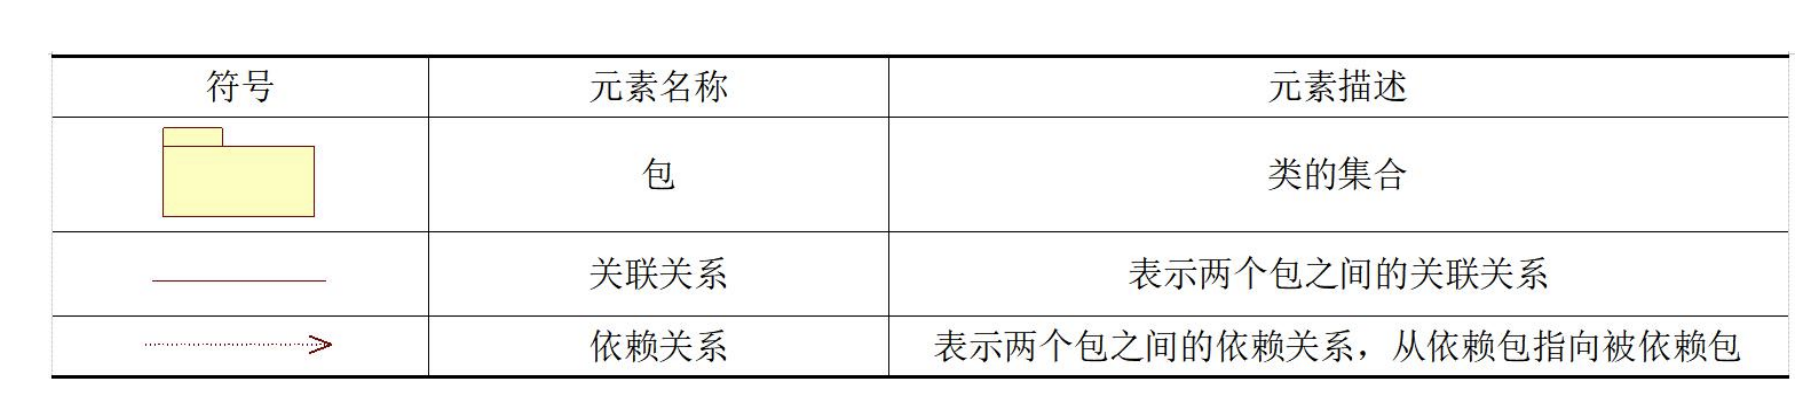 符号 元素名称 元素描述
包 类的集合
关联关系 表示两个包之间的关联关系
依赖关系 表示两个包之间的依赖关系，从依赖包指向被依赖包